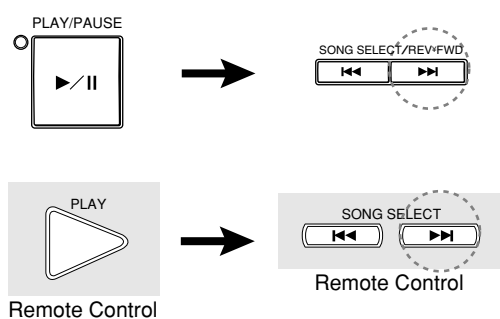 PLAY/PAUSE
SONG SELECT/REV•FWD
PLAY
SONG SELECT
Remote Control
Remote Control